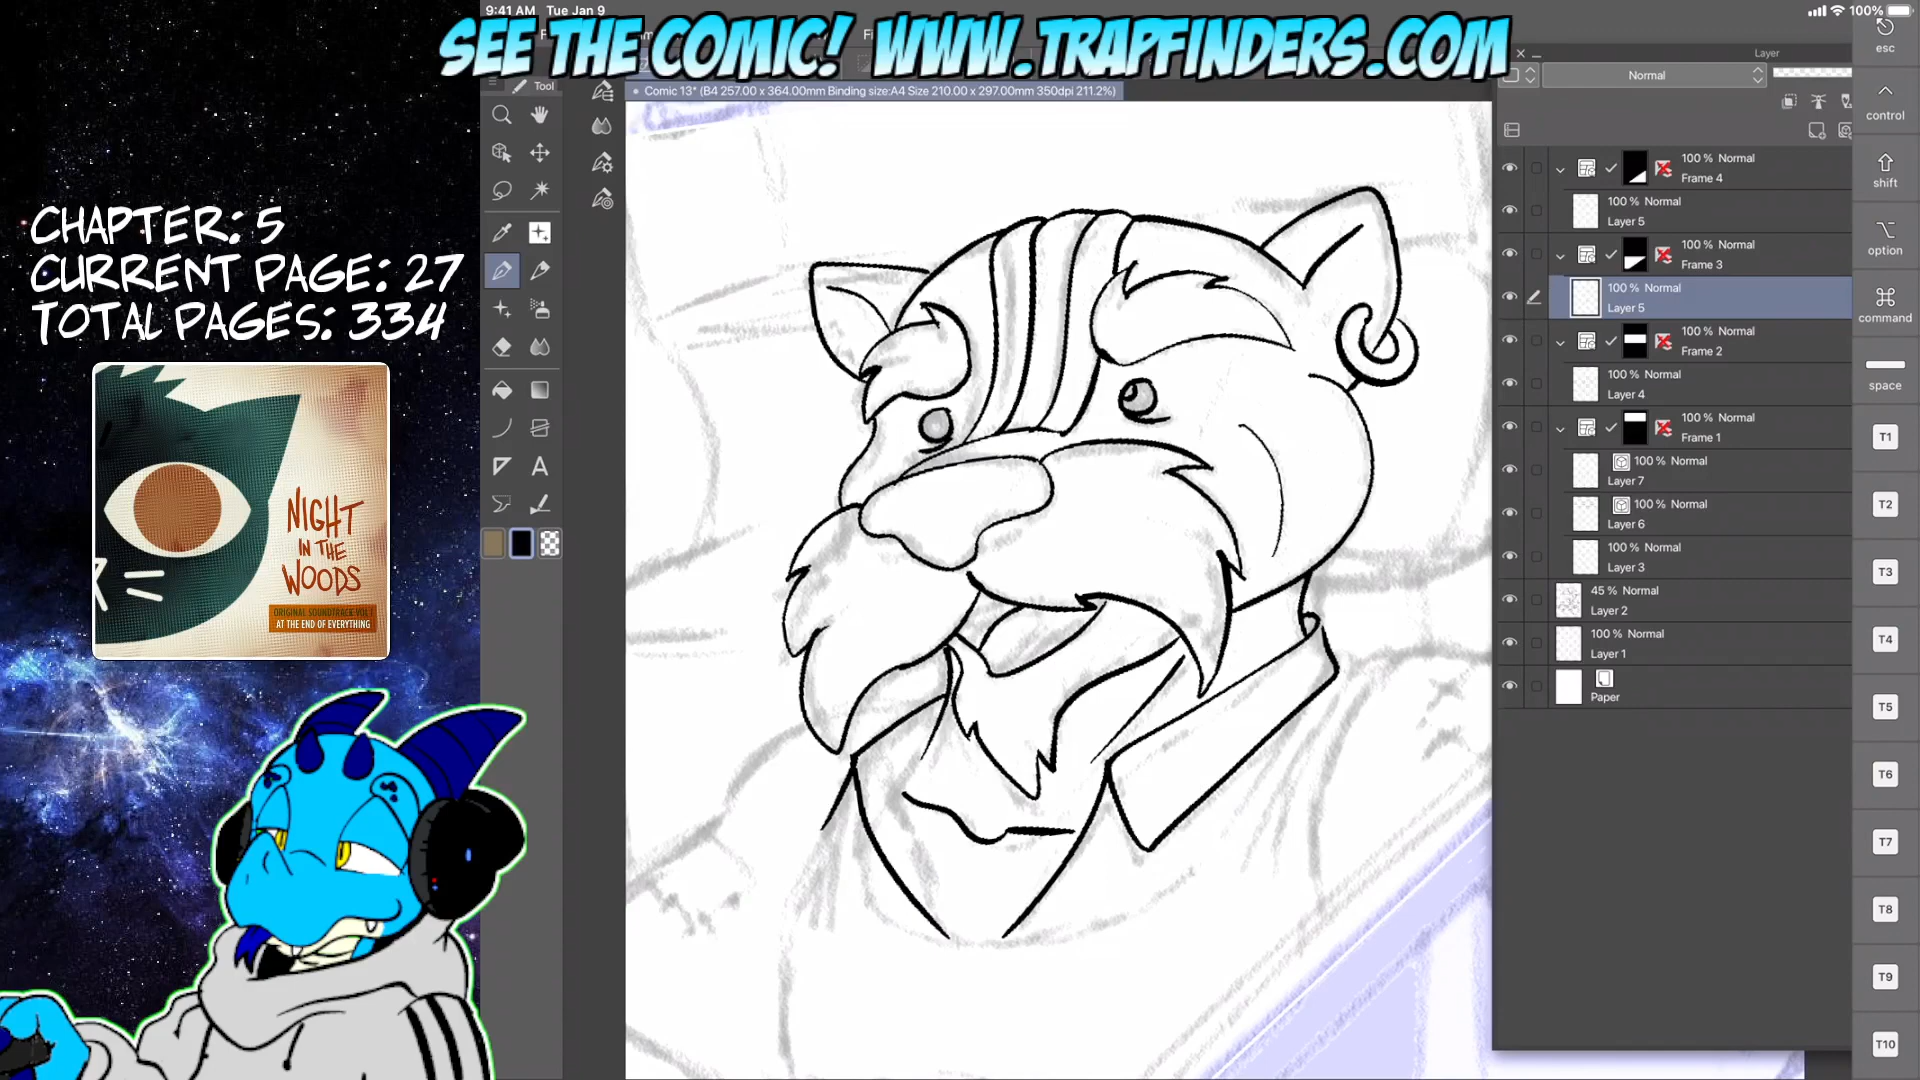 9:41 AM Tue Jan 9
100%
SEE THE COMIC! WWW.TRAPFINDERS.COM
Tool
Comic 13* (B4 257.00 x 364.00mm Binding size:A4 Size 210.00 x 297.00mm 350dpi 211.2%)
Layer
Normal
CHAPTER: 5
CURRENT PAGE: 27
TOTAL PAGES: 334
NIGHT
IN THE
WOODS
ORIGINAL SOUNDTRACK VOL 1
AT THE END OF EVERYTHING
A
100 % Normal
Frame 4
100 % Normal
Layer 5
100 % Normal
Frame 3
100 % Normal
Layer 5
100 % Normal
Frame 2
100 % Normal
Layer 4
100 % Normal
Frame 1
100 % Normal
Layer 7
100 % Normal
Layer 6
100 % Normal
Layer 3
45 % Normal
Layer 2
100 % Normal
Layer 1
Paper
esc
control
shift
option
command
space
T1
T2
T3
T4
T5
T6
T7
T8
T9
T10